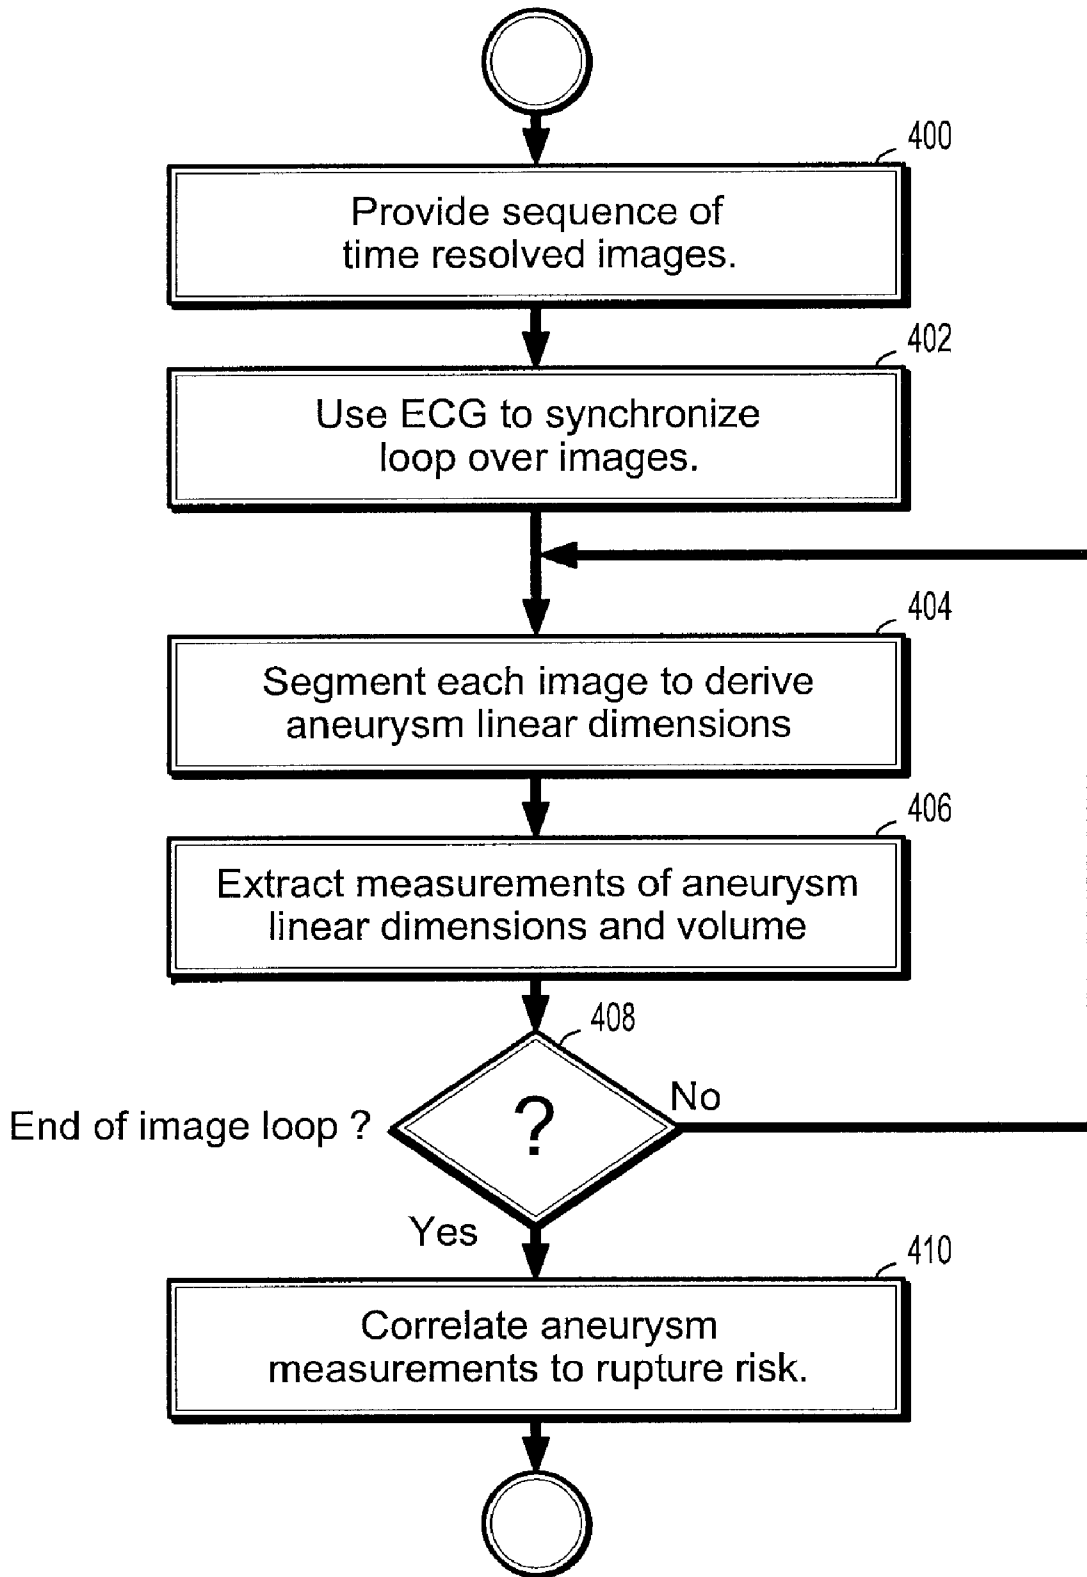 400
Provide sequence of
time resolved images.
402
Use ECG to synchronize
loop over images.
404
Segment each image to derive
aneurysm linear dimensions
406
Extract measurements of aneurysm
linear dimensions and volume
408
End of image loop ?
?
No
Yes
410
Correlate aneurysm
measurements to rupture risk.